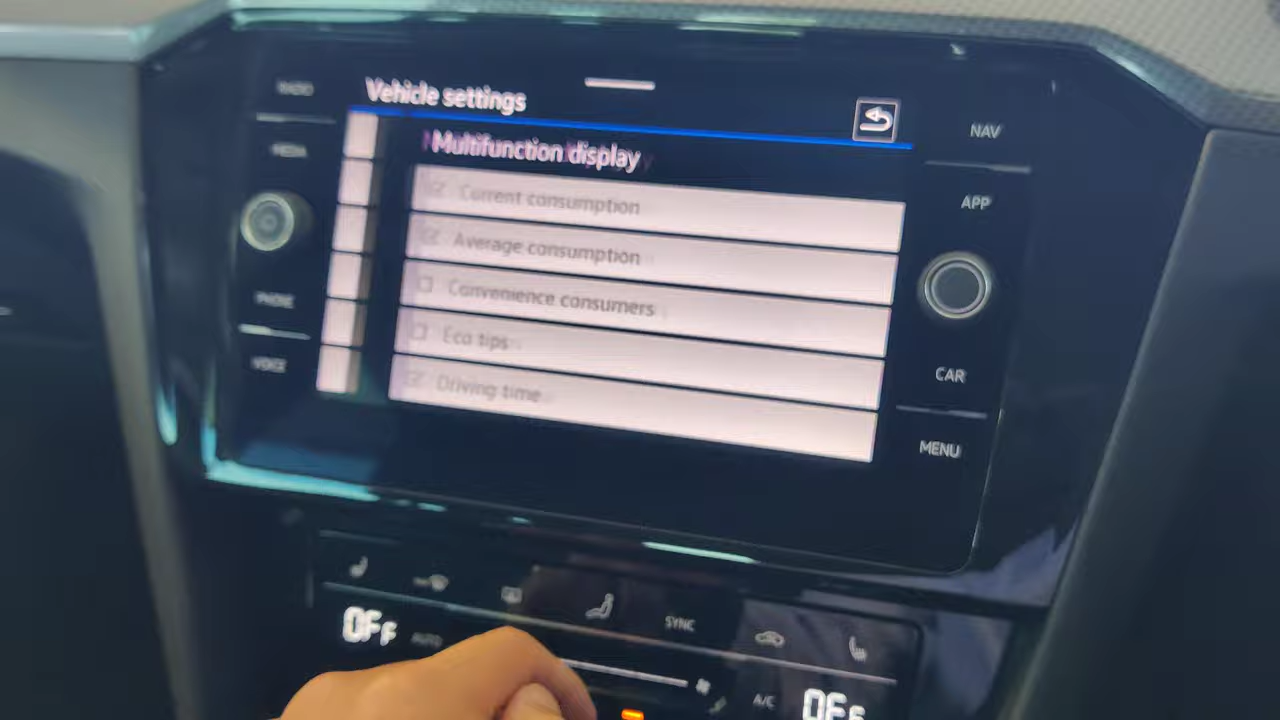 Vehicle settings
Multifunction display
Current consumption
Average consumption
Convenience consumers
Eco tips
Driving time
RADIO
MEDIA
PHONE
VOICE
NAV
APP
CAR
MENU
SYNC
OFF
AUTO
A/C
OFF